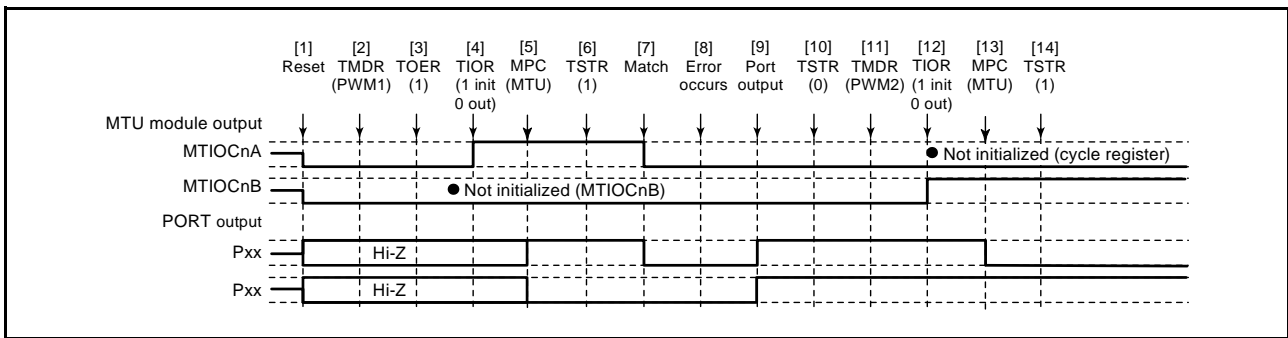 [1] [2] [3] [4] [5] [6] [7] [8] [9] [10] [11] [12] [13] [14]
Reset TMDR TOER TIOR MPC TSTR Match Error Port TSTR TMDR TIOR MPC TSTR
(PWM1) (1) (1 init (MTU) (1) occurs output (0) (PWM2) (1 init (MTU) (1)
0 out) 0 out)
MTU module output
MTIOCnA ● Not initialized (cycle register)
MTIOCnB ● Not initialized (MTIOCnB)
PORT output
Pxx Hi-Z
Pxx Hi-Z